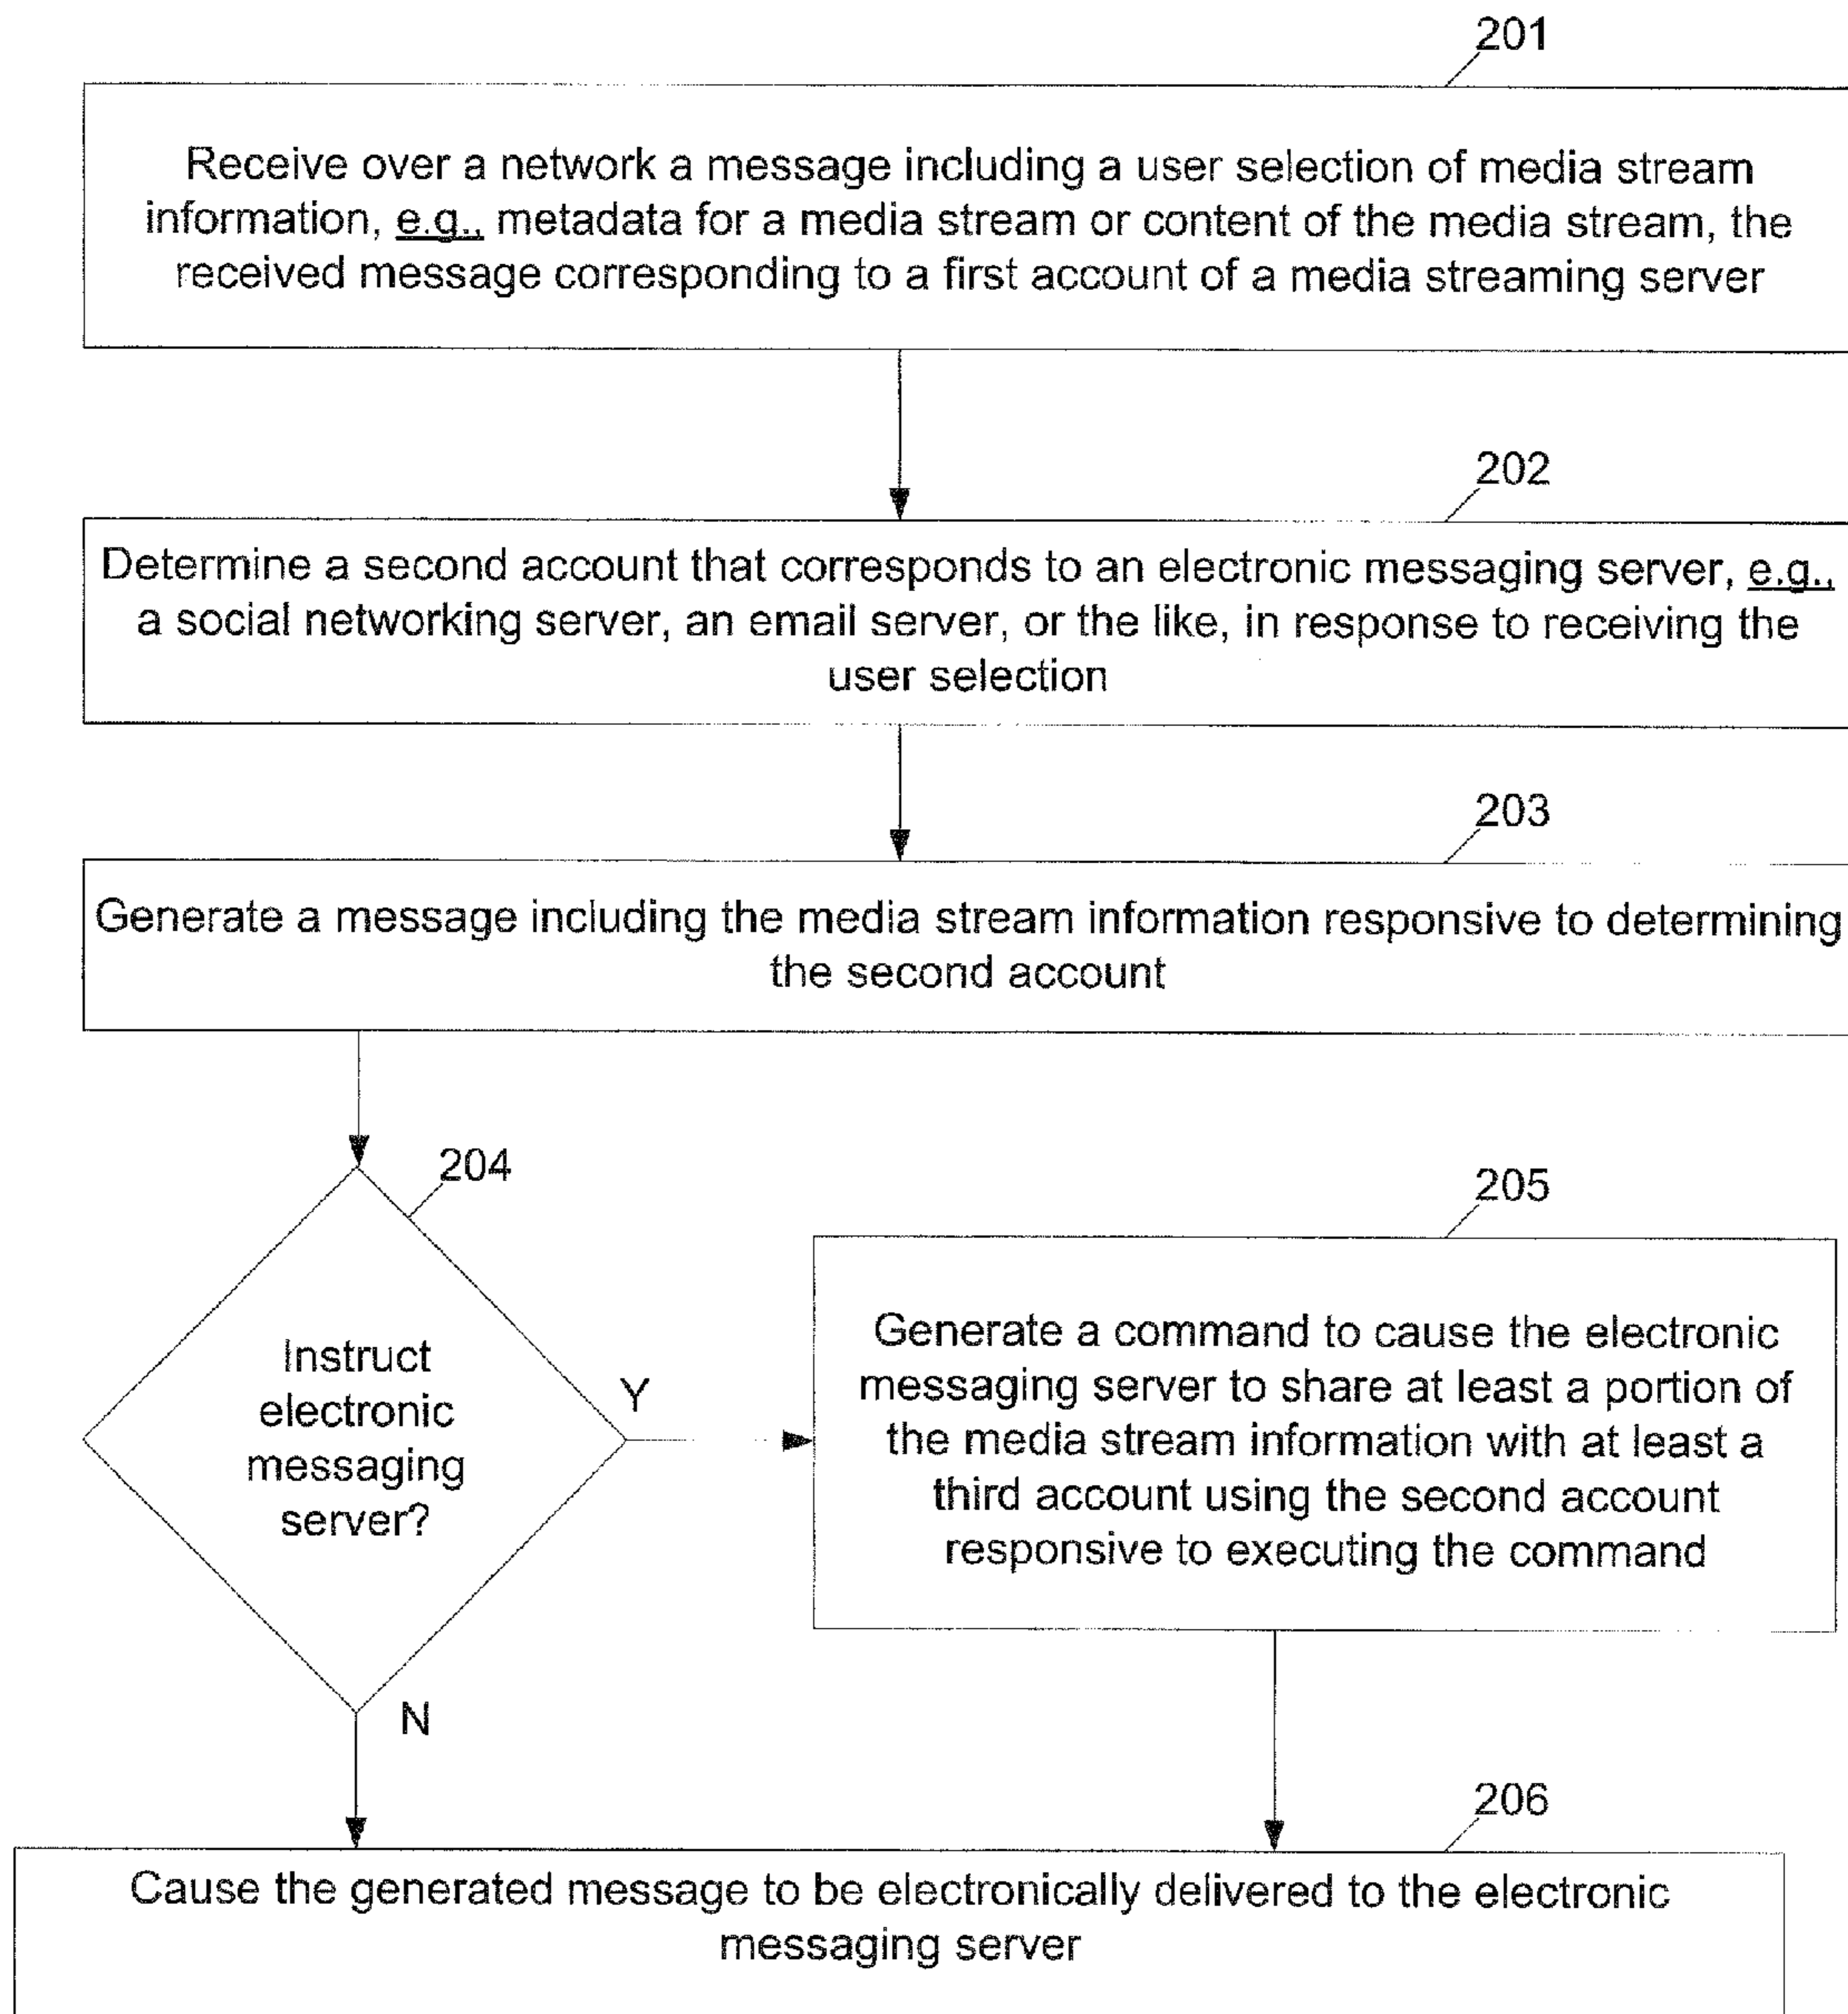 201
Receive over a network a message including a user selection of media stream
information, e.g., metadata for a media stream or content of the media stream, the
received message corresponding to a first account of a media streaming server
202
Determine a second account that corresponds to an electronic messaging server, e.g.,
a social networking server, an email server, or the like, in response to receiving the
user selection
203
Generate a message including the media stream information responsive to determining
the second account
204
Instruct
electronic
messaging
server?
Y
N
205
Generate a command to cause the electronic
messaging server to share at least a portion of
the media stream information with at least a
third account using the second account
responsive to executing the command
206
Cause the generated message to be electronically delivered to the electronic
messaging server